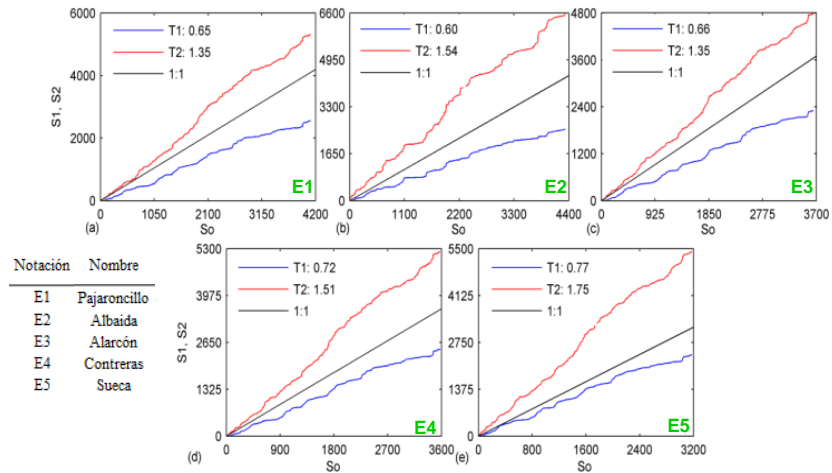 6000
4000
2000
0
S1, S2
T1: 0.65
T2: 1.35
1:1
E1
0 1050 2100 3150 4200
(a) So
6600
4950
3300
1650
0
T1: 0.60
T2: 1.54
1:1
E2
0 1100 2200 3300 4400
(b) So
4800
3600
2400
1200
0
T1: 0.66
T2: 1.35
1:1
E3
0 925 1850 2775 3700
(c) So
Notación Nombre
E1 Pajaroncillo
E2 Albaida
E3 Alarcón
E4 Contreras
E5 Sueca
5300
3975
2650
1325
0
S1, S2
T1: 0.72
T2: 1.51
1:1
E4
0 900 1800 2700 3600
(d) So
5500
4125
2750
1375
0
T1: 0.77
T2: 1.75
1:1
E5
0 800 1600 2400 3200
(e) So